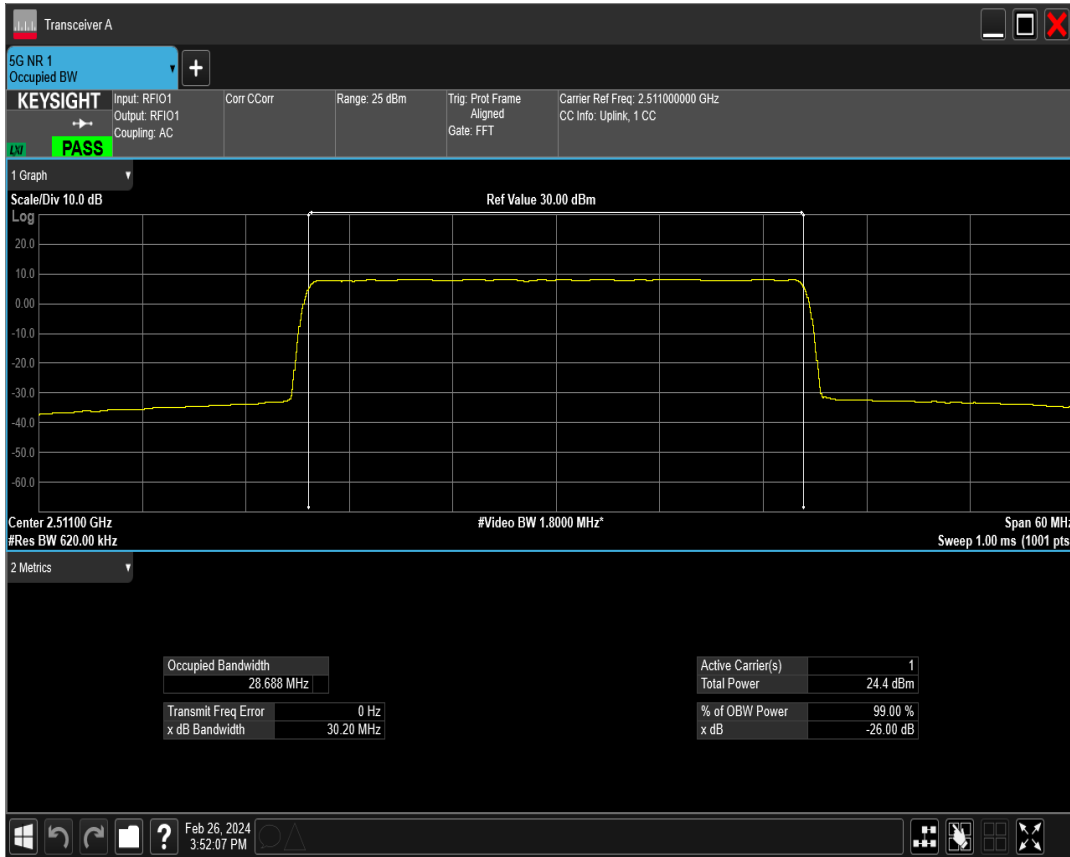 Transceiver A
5G NR 1
Occupied BW
KEYSIGHT
LXI
PASS
Input: RFIO1
Output: RFIO1
Coupling: AC
Corr CCorr
Range: 25 dBm
Trig: Prot Frame
Aligned
Gate: FFT
Carrier Ref Freq: 2.511000000 GHz
CC Info: Uplink, 1 CC
1 Graph
Scale/Div 10.0 dB
Ref Value 30.00 dBm
Log
20.0
10.0
0.00
-10.0
-20.0
-30.0
-40.0
-50.0
-60.0
Center 2.51100 GHz
#Video BW 1.8000 MHz*
Span 60 MHz
#Res BW 620.00 kHz
Sweep 1.00 ms (1001 pts
2 Metrics
Occupied Bandwidth
28.688 MHz
Transmit Freq Error 0 Hz
x dB Bandwidth 30.20 MHz
Active Carrier(s) 1
Total Power 24.4 dBm
% of OBW Power 99.00 %
x dB -26.00 dB
?
Feb 26, 2024
3:52:07 PM